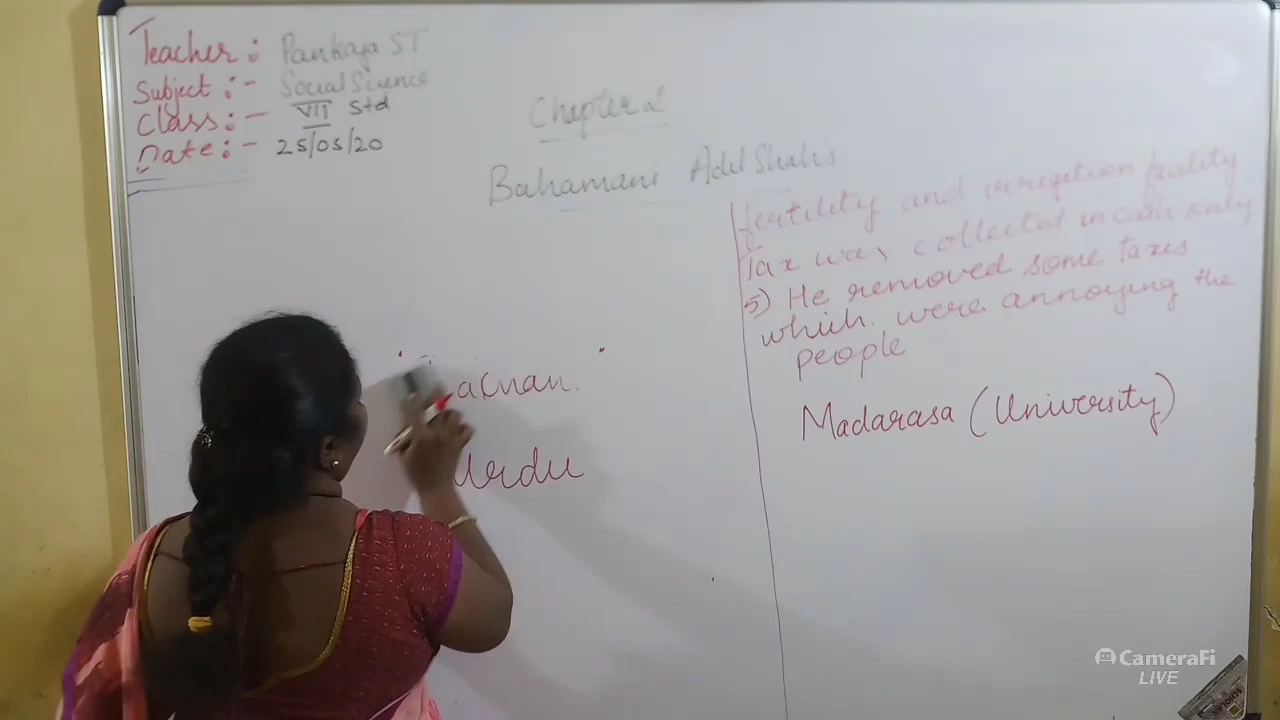 Teacher : Pankaja ST
Subject :- Social Science
Class :- VII Std
Date :- 25/05/20
Chapter 2
Bahamani Adil Shah's
fertility and irregation facility
Tax was collected in cash only
5) He removed some taxes
which were annoying the
people
Madarasa (University)
Urdu
CameraFi
LIVE